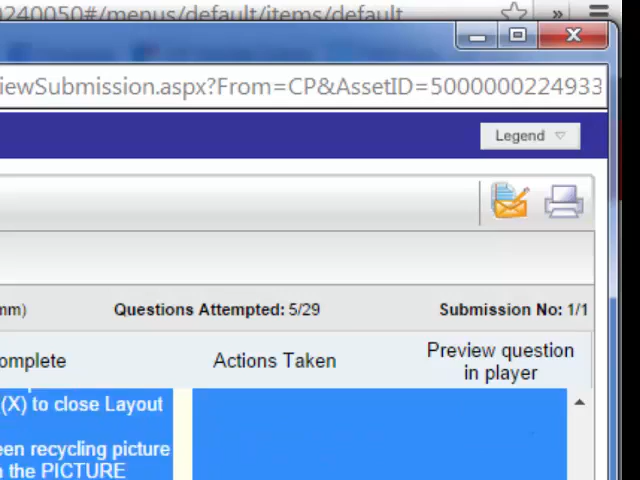 0240050#/menus/default/items/default
»
iewSubmission.aspx?From=CP&AssetID=5000000224933
Legend
mm)
Questions Attempted: 5/29
Submission No: 1/1
omplete
Actions Taken
Preview question
in player
(X) to close Layout
een recycling picture
n the PICTURE